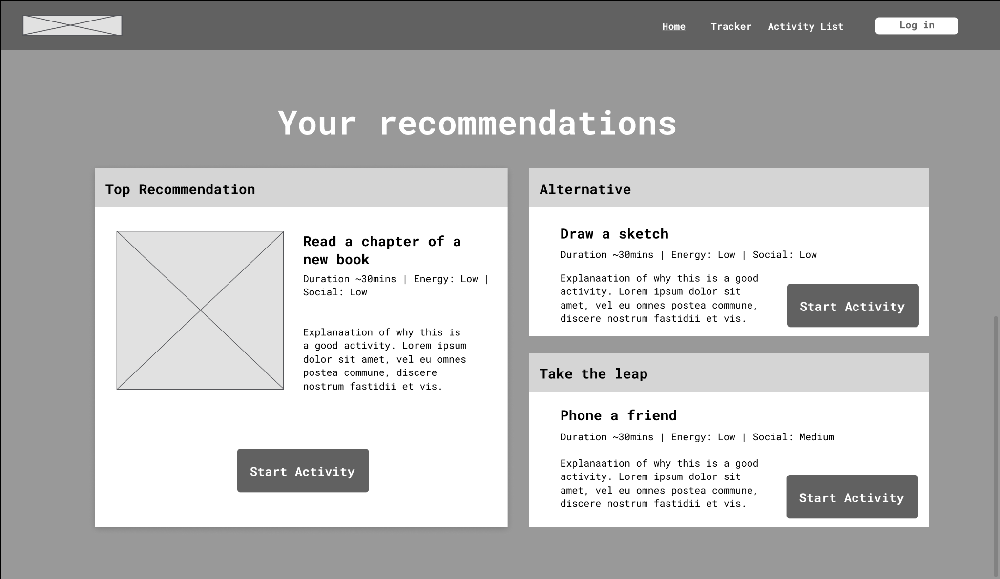 Home
Tracker
Activity List
Log in
Your recommendations
Top Recommendation
Read a chapter of a
new book
Duration ~30mins | Energy: Low |
Social: Low
Explanaation of why this is
a good activity. Lorem ipsum
dolor sit amet, vel eu omnes
postea commune, discere
nostrum fastidii et vis.
Start Activity
Alternative
Draw a sketch
Duration ~30mins | Energy: Low | Social: Low
Explanaation of why this is a good
activity. Lorem ipsum dolor sit
amet, vel eu omnes postea commune,
discere nostrum fastidii et vis.
Start Activity
Take the leap
Phone a friend
Duration ~30mins | Energy: Low | Social: Medium
Explanaation of why this is a good
activity. Lorem ipsum dolor sit
amet, vel eu omnes postea commune,
discere nostrum fastidii et vis.
Start Activity